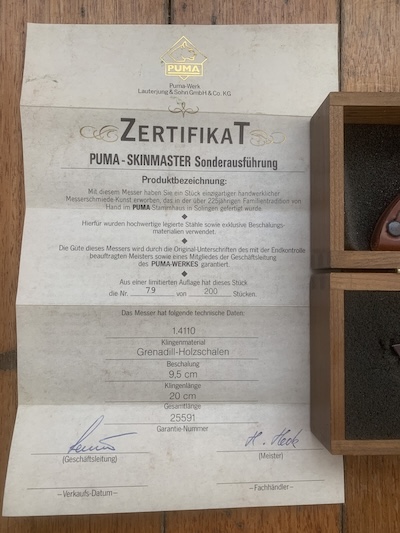 PUMA
Puma-Werk
Lauterjung & Sohn GmbH & Co. KG
ZERTIFIKAT
PUMA-SKINMASTER Sonderausführung
Produktbezeichnung:
Mit diesem Messer haben Sie ein Stück einzigartiger handwerklicher
Messerschmiede-Kunst erworben, das in der über 225jährigen Familientradition von
Hand im PUMA-Stammhaus in Solingen gefertigt wurde.
Hierfür wurden hochwertige legierte Stähle sowie exklusive Beschalungs-
materialien verwendet.
Die Güte dieses Messers wird durch die Original-Unterschriften des mit der Endkontrolle
beauftragten Meisters sowie eines Mitgliedes der Geschäftsleitung
des PUMA-WERKES garantiert.
Aus einer limitierten Auflage hat dieses Stück
die Nr. 79 von 200 Stücken.
Das Messer hat folgende technische Daten:
1.4110
Klingenmaterial
Grenadill-Holzschalen
Beschalung
9,5 cm
Klingenlänge
20 cm
Gesamtlänge
25591
Garantie-Nummer
H. Heck
(Geschäftsleitung) (Meister)
–Verkaufs-Datum– –Fachhändler–